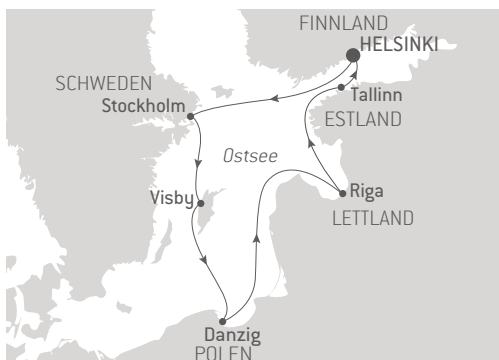 FINNLAND
HELSINKI
SCHWEDEN
Stockholm
Tallinn
ESTLAND
Ostsee
Visby
Riga
LETTLAND
Danzig
POLEN